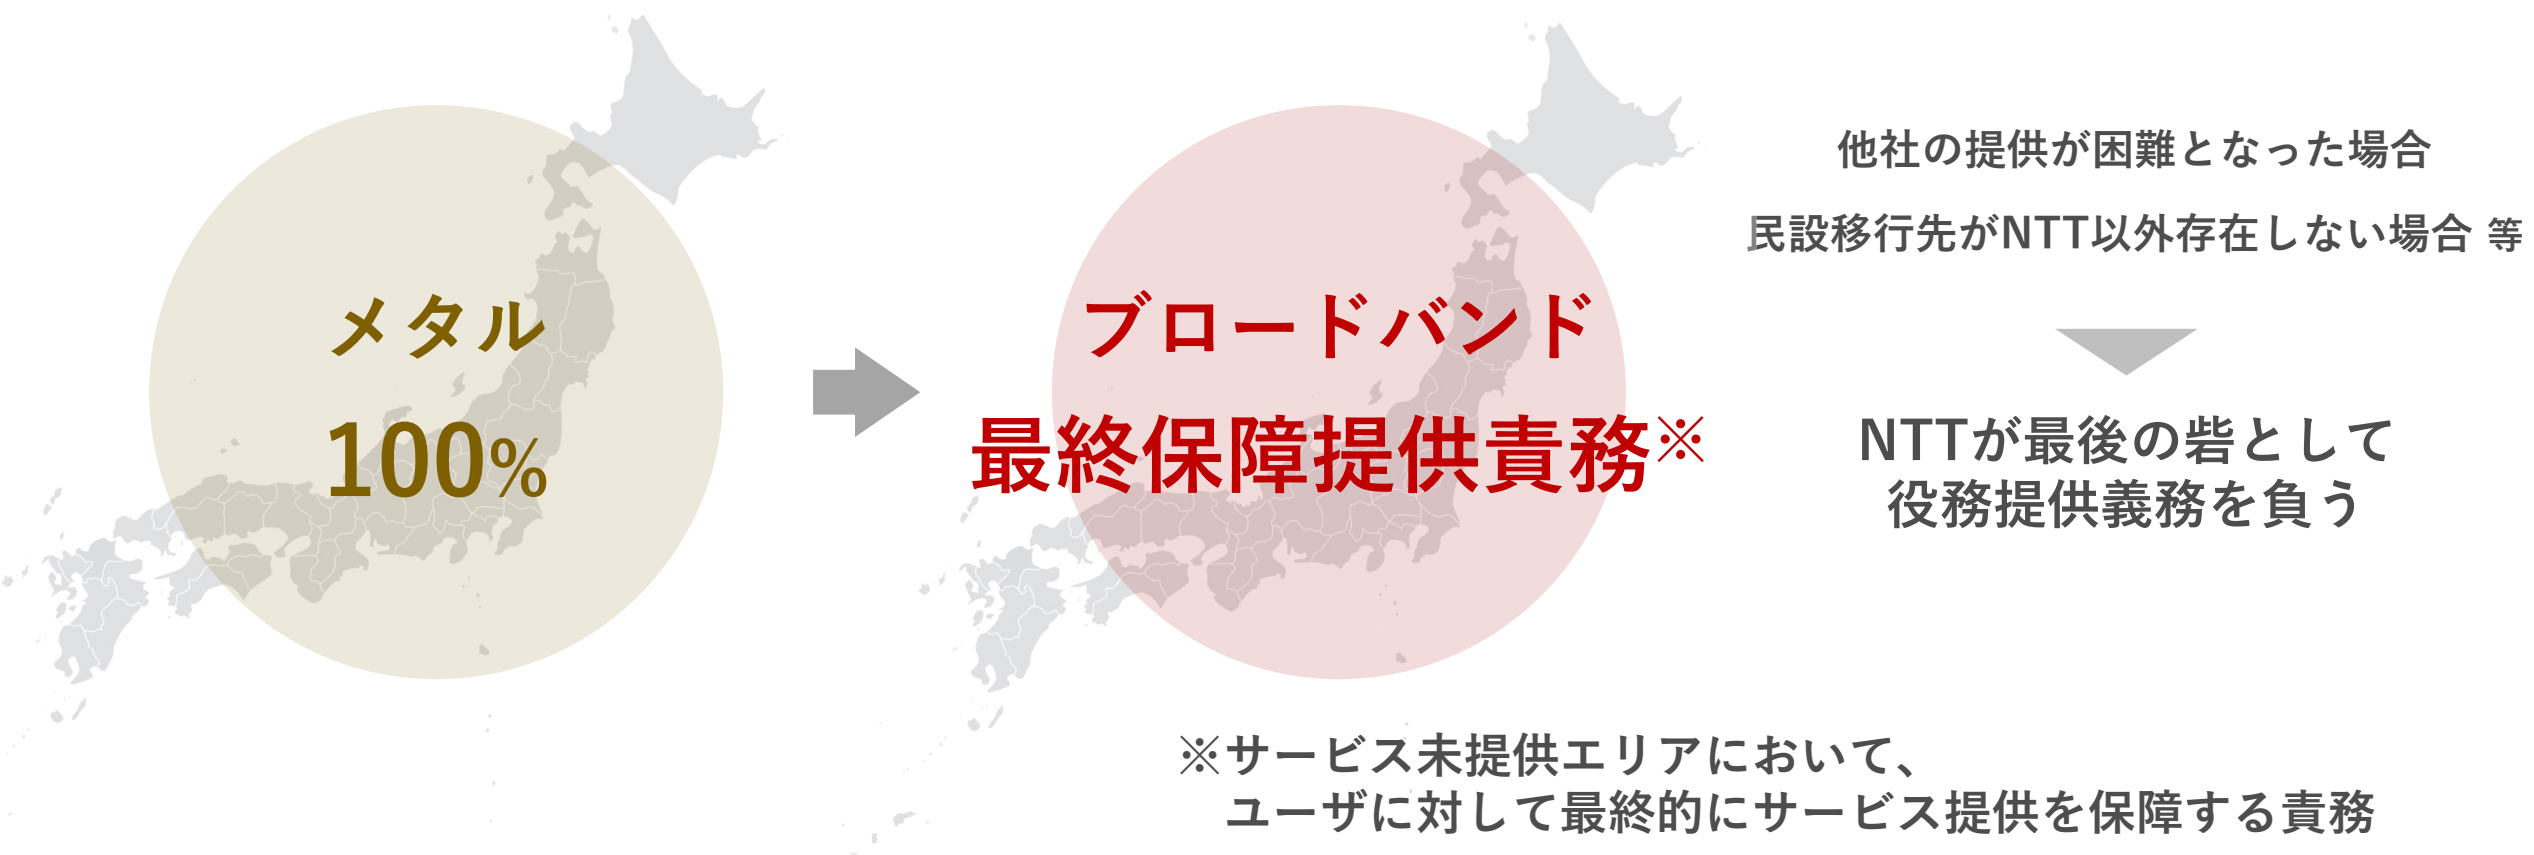 メタル
100%
ブロードバンド
最終保障提供責務※
他社の提供が困難となった場合
民設移行先がNTT以外存在しない場合 等
NTTが最後の砦として
役務提供義務を負う
※サービス未提供エリアにおいて、
ユーザに対して最終的にサービス提供を保障する責務